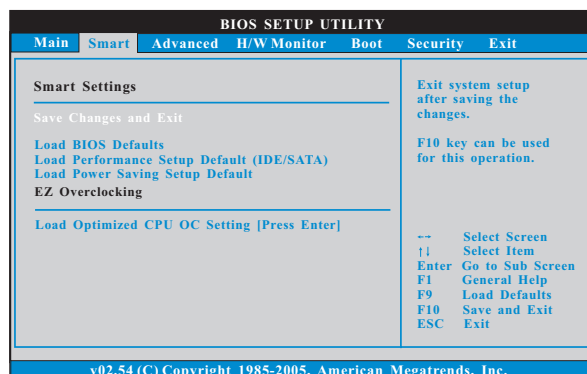 BIOS SETUP UTILITY
Main Smart Advanced H/W Monitor Boot Security Exit
Smart Settings
Save Changes and Exit
Load BIOS Defaults
Load Performance Setup Default (IDE/SATA)
Load Power Saving Setup Default
EZ Overclocking
Load Optimized CPU OC Setting [Press Enter]
Exit system setup
after saving the
changes.
F10 key can be used
for this operation.
←→ Select Screen
↑↓ Select Item
Enter Go to Sub Screen
F1 General Help
F9 Load Defaults
F10 Save and Exit
ESC Exit
v02.54 (C) Copyright 1985-2005, American Megatrends, Inc.